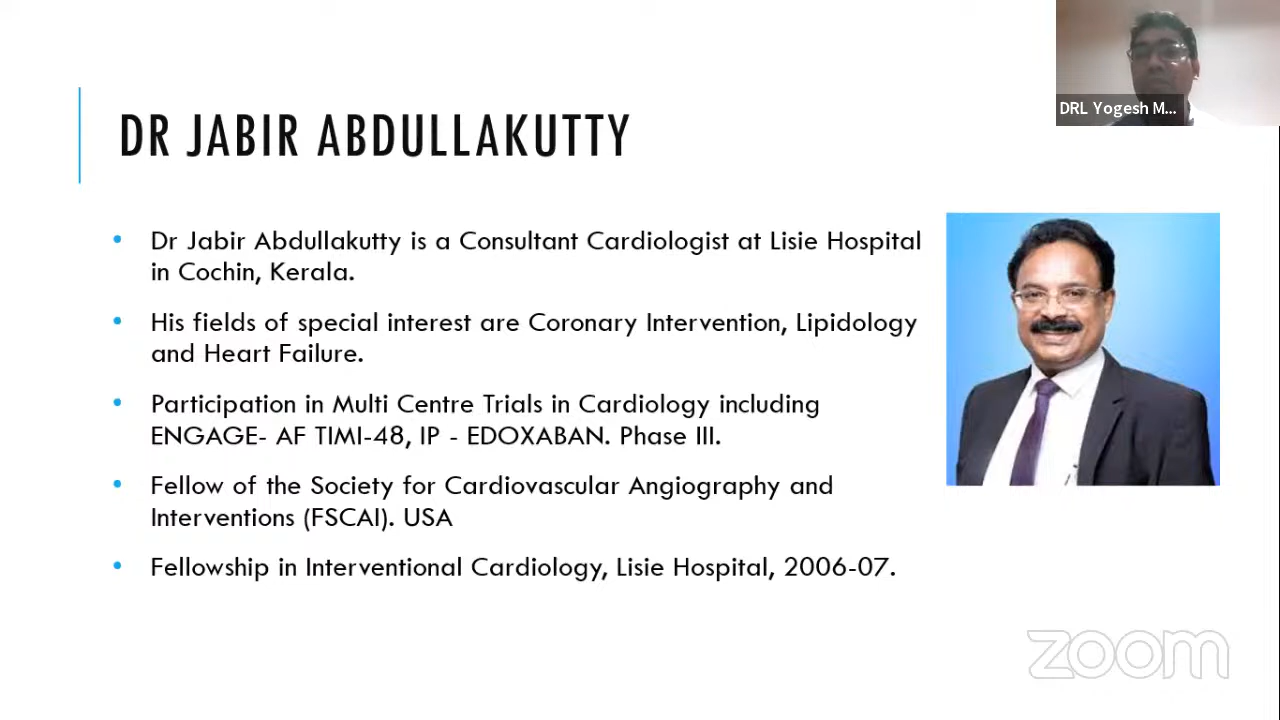 DRL Yogesh M...
DR JABIR ABDULLAKUTTY
• Dr Jabir Abdullakutty is a Consultant Cardiologist at Lisie Hospital
in Cochin, Kerala.
• His fields of special interest are Coronary Intervention, Lipidology
and Heart Failure.
• Participation in Multi Centre Trials in Cardiology including
ENGAGE- AF TIMI-48, IP - EDOXABAN. Phase III.
• Fellow of the Society for Cardiovascular Angiography and
Interventions (FSCAI). USA
• Fellowship in Interventional Cardiology, Lisie Hospital, 2006-07.
zoom